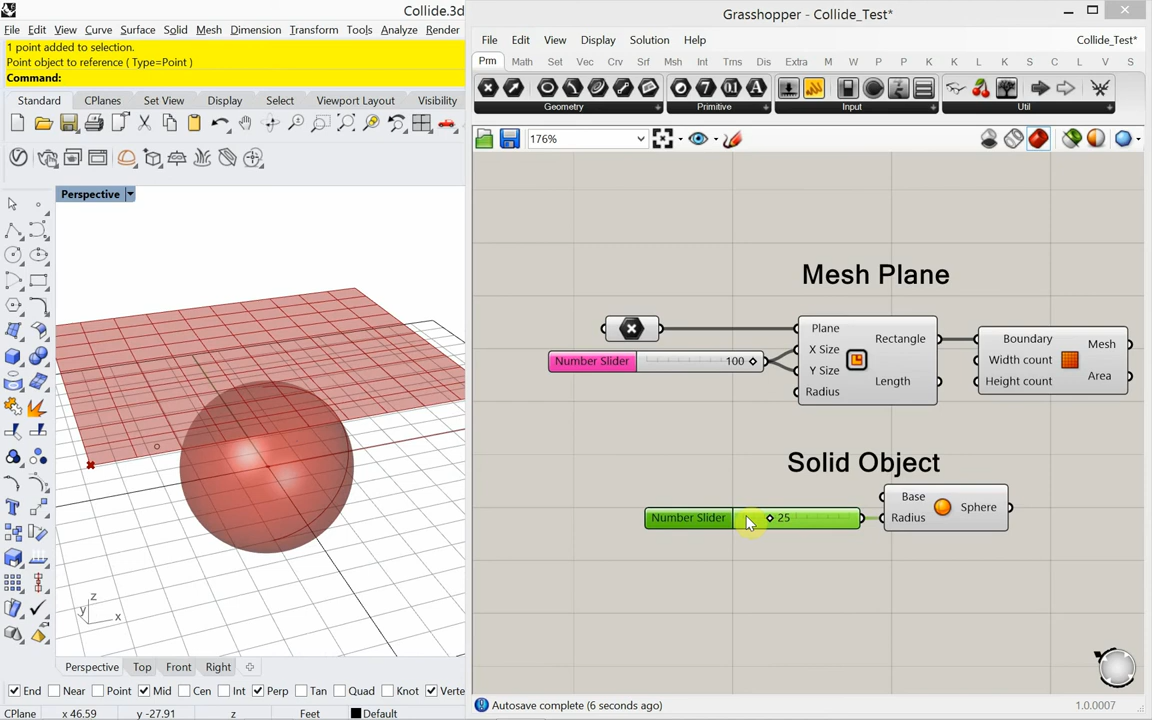 Collide.3d
File Edit View Curve Surface Solid Mesh Dimension Transform Tools Analyze Render
1 point added to selection.
Point object to reference ( Type=Point )
Command:
Standard CPlanes Set View Display Select Viewport Layout Visibility
Perspective
z
y
x
Perspective Top Front Right
End Near Point Mid Cen Int Perp Tan Quad Knot Verte
CPlane x 46.59 y -27.91 z Feet Default
Grasshopper - Collide_Test*
File Edit View Display Solution Help Collide_Test*
Prm Math Set Vec Crv Srf Msh Int Trns Dis Extra M W P K K L C L V S
Geometry + Primitive + Input + Util +
176%
Mesh Plane
Plane
X Size
Y Size
Radius
Rectangle
Length
Number Slider 100
Boundary
Width count
Height count
Mesh
Area
Solid Object
Number Slider 25
Base
Radius
Sphere
Autosave complete (6 seconds ago) 1.0.0007